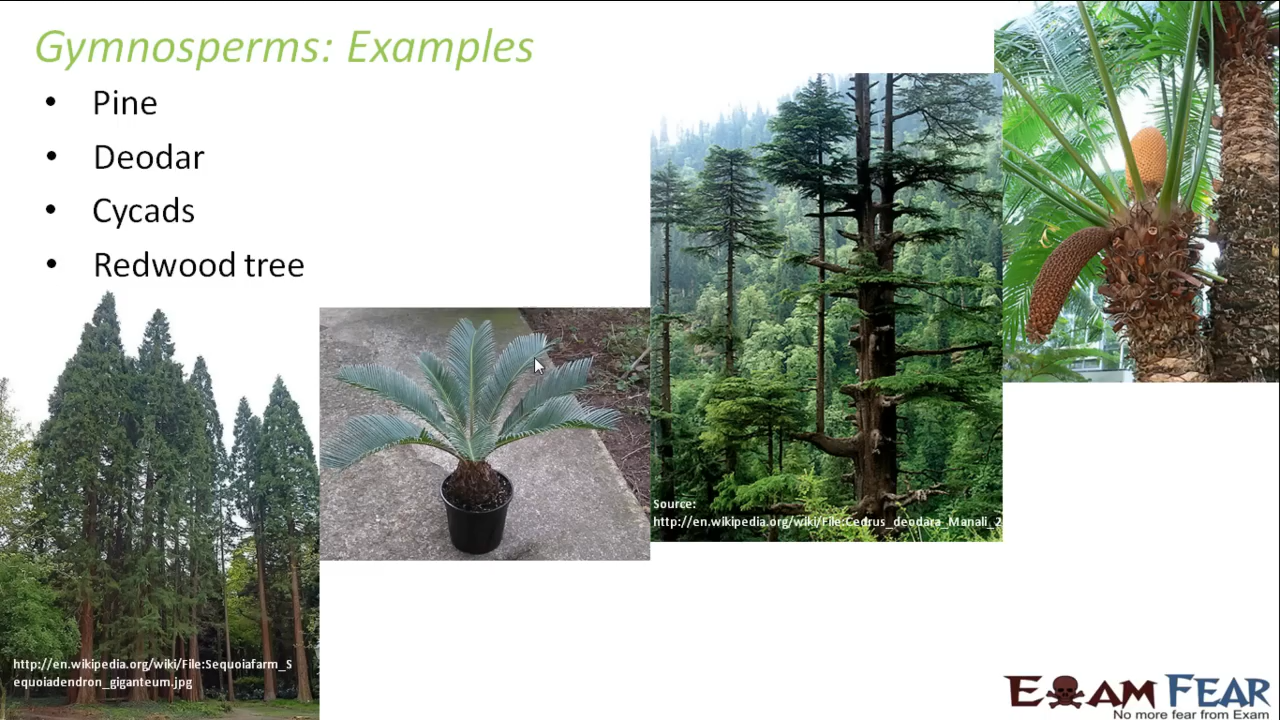 Gymnosperms: Examples
• Pine
• Deodar
• Cycads
• Redwood tree
Source:
http://en.wikipedia.org/wiki/File:Cedrus_deodara_Manali_2
http://en.wikipedia.org/wiki/File:Sequoiafarm_S
equoiadendron_giganteum.jpg
EXAM FEAR
No more fear from Exam